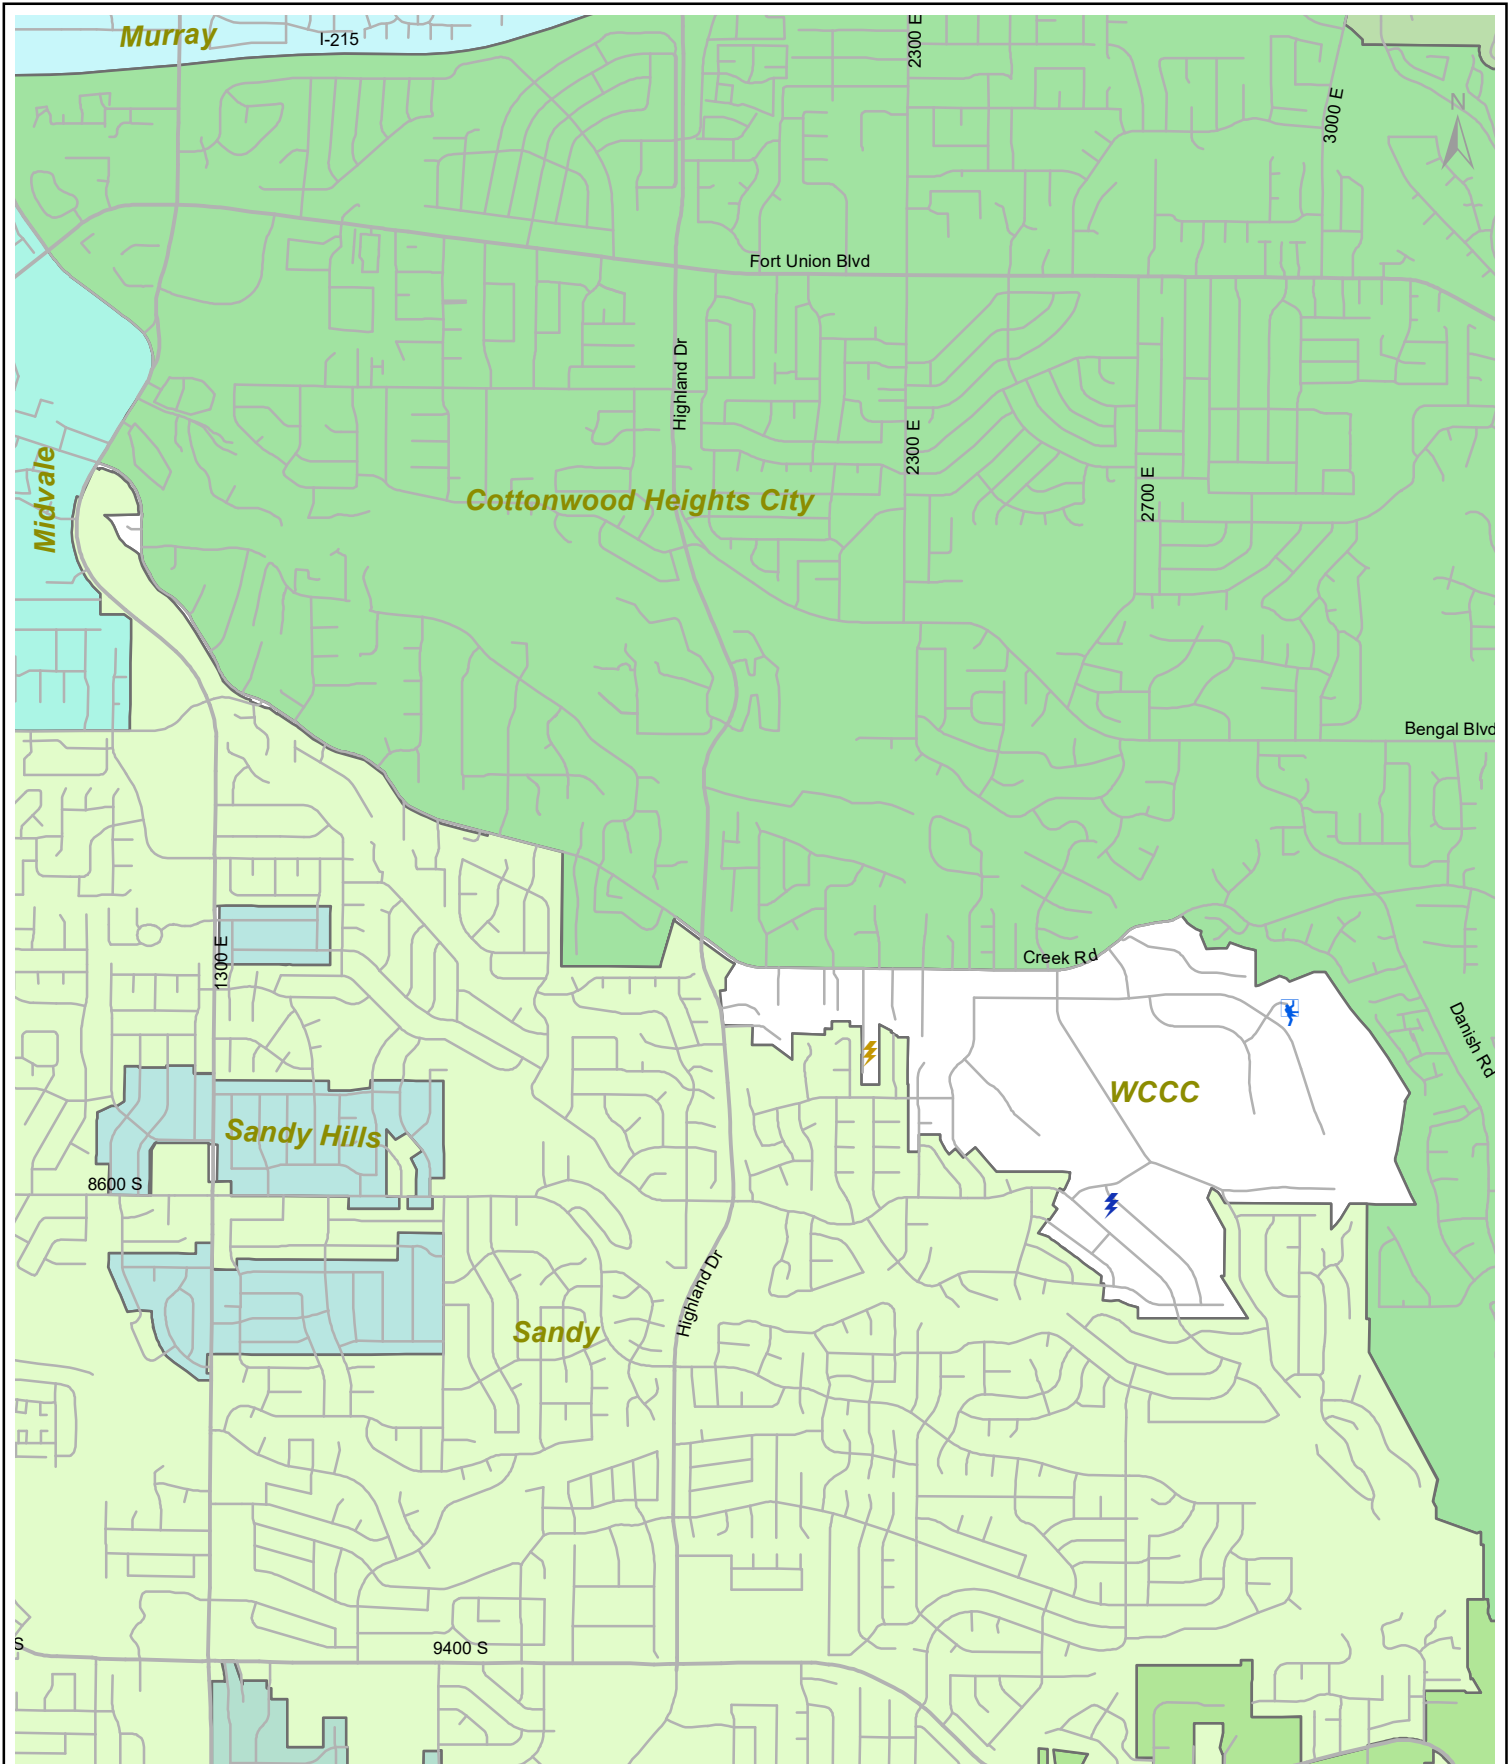 Murray
I-215
2300 E
3000 E
N
Fort Union Blvd
Highland Dr
2300 E
Midvale
2700 E
Cottonwood Heights City
Bengal Blvd
1300 E
Creek Rd
Danish Rd
WCCC
Sandy Hills
8600 S
Highland Dr
Sandy
9400 S
S